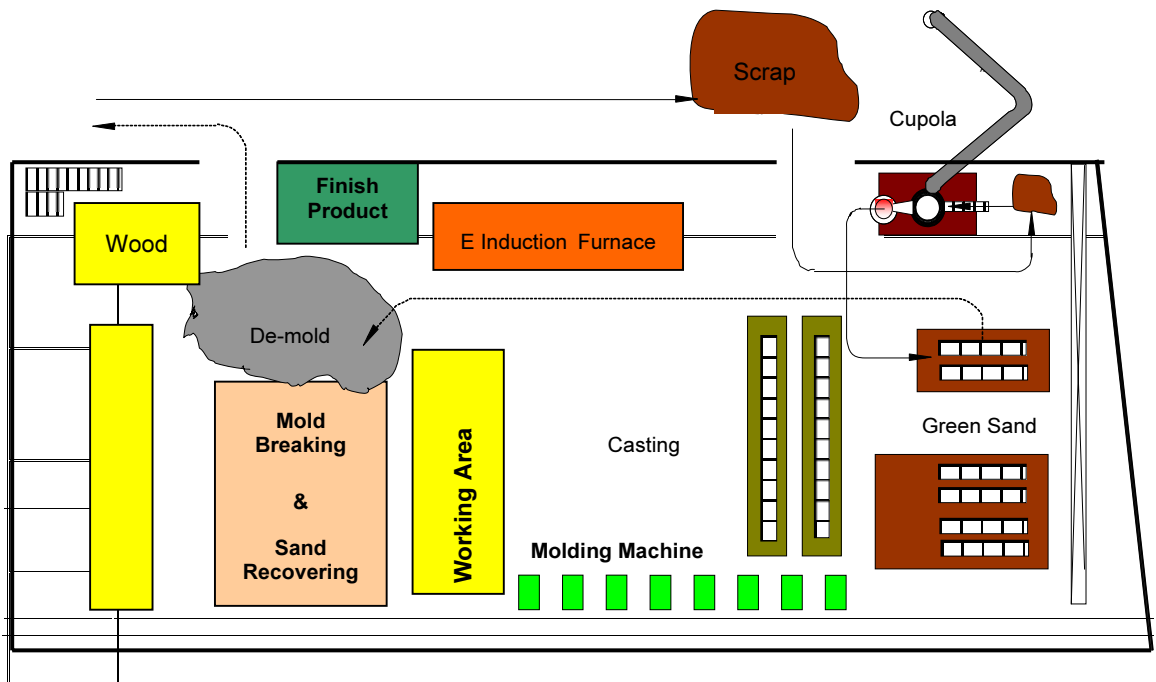 Scrap
Cupola
Finish
Product
Wood
E Induction Furnace
De-mold
Mold
Breaking
&
Sand
Recovering
Working Area
Casting
Green Sand
Molding Machine